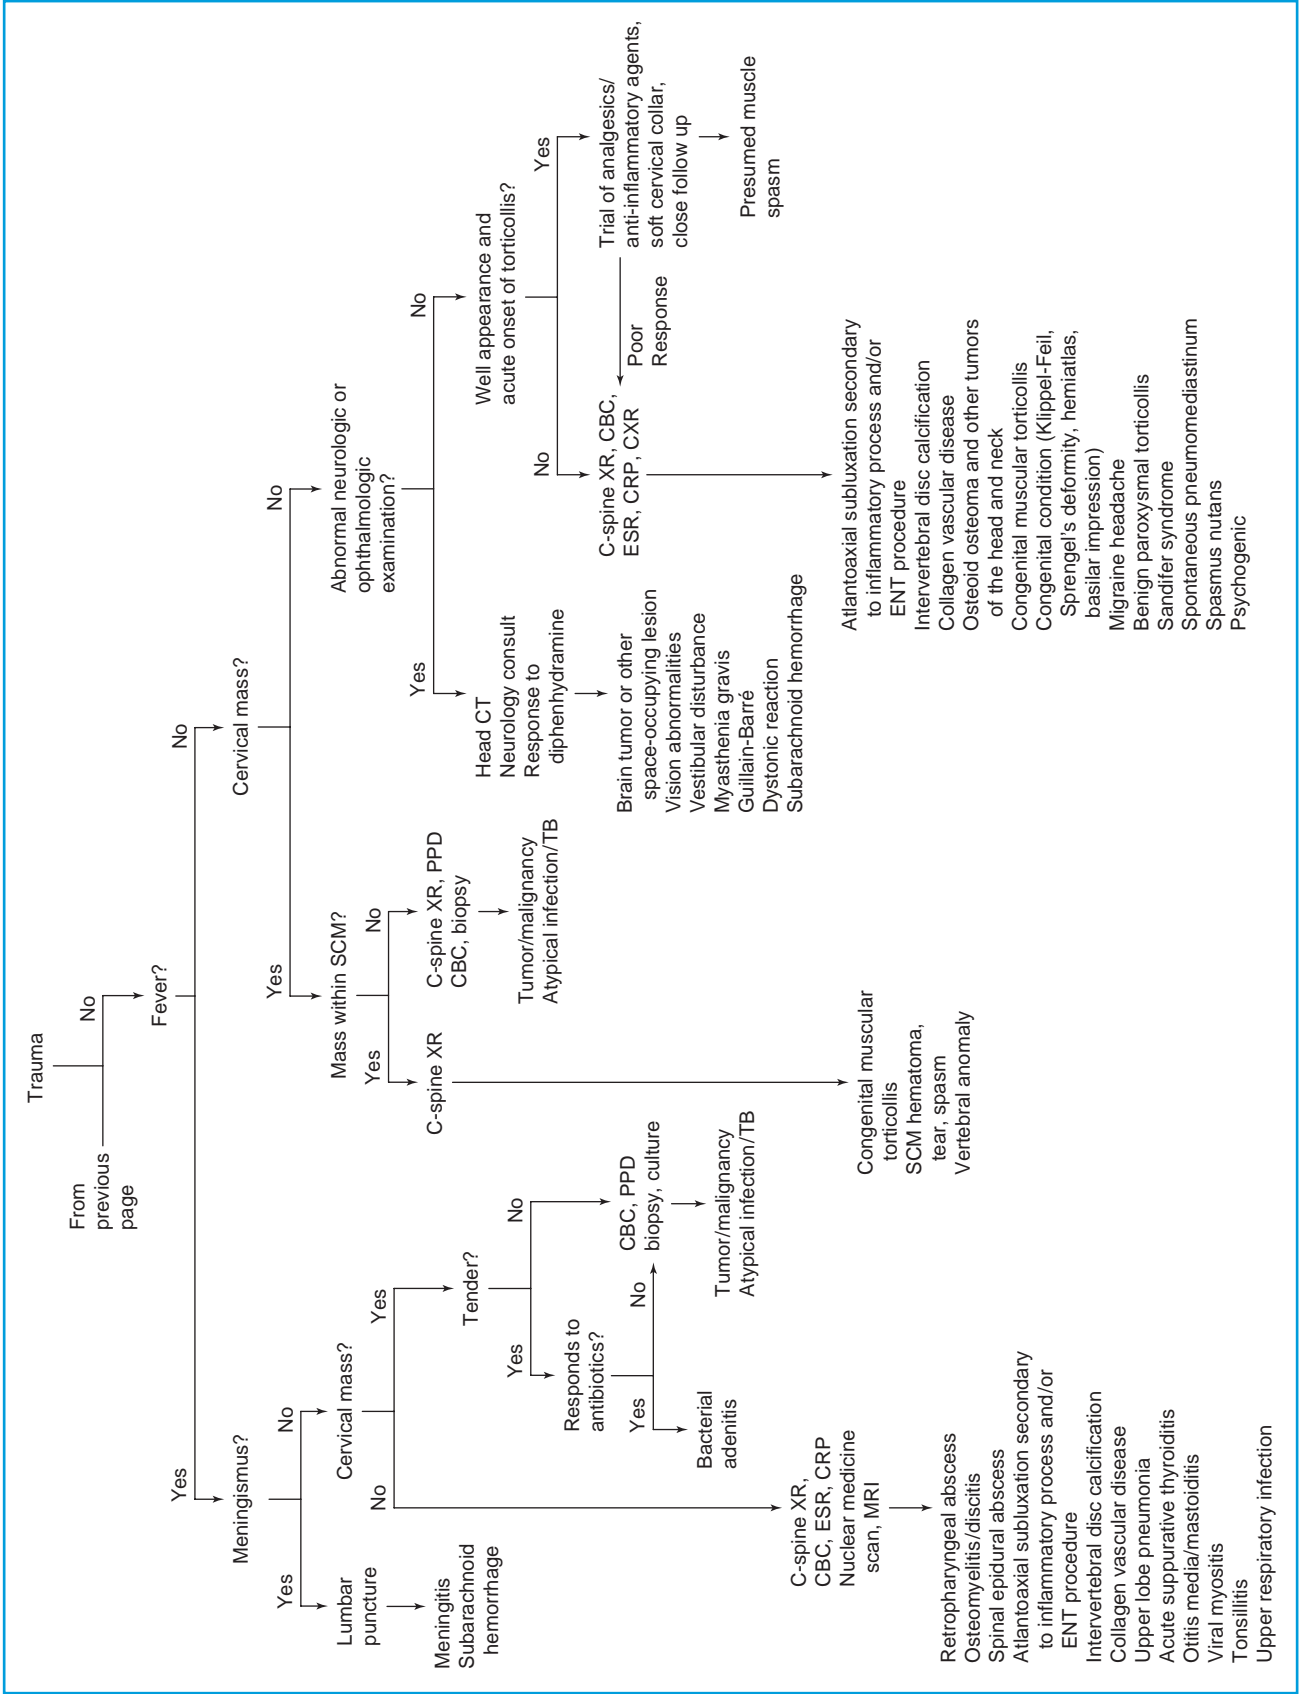 Trauma
From
previous
page
No
Fever?
Yes
Meningismus?
Yes
Lumbar
puncture
Meningitis
Subarachnoid
hemorrhage
No
Cervical mass?
No
C-spine XR,
CBC, ESR, CRP
Nuclear medicine
scan, MRI
Retropharyngeal abscess
Osteomyelitis/discitis
Spinal epidural abscess
Atlantoaxial subluxation secondary
to inflammatory process and/or
ENT procedure
Intervertebral disc calcification
Collagen vascular disease
Upper lobe pneumonia
Acute suppurative thyroiditis
Otitis media/mastoiditis
Viral myositis
Tonsillitis
Upper respiratory infection
Yes
Tender?
Yes
Responds to
antibiotics?
Yes
Bacterial
adenitis
No
No
CBC, PPD
biopsy, culture
Tumor/malignancy
Atypical infection/TB
No
Cervical mass?
Yes
Mass within SCM?
Yes
C-spine XR
Congenital muscular
torticollis
SCM hematoma,
tear, spasm
Vertebral anomaly
No
C-spine XR, PPD
CBC, biopsy
Tumor/malignancy
Atypical infection/TB
No
Abnormal neurologic or
ophthalmologic
examination?
Yes
Head CT
Neurology consult
Response to
diphenhydramine
Brain tumor or other
space-occupying lesion
Vision abnormalities
Vestibular disturbance
Myasthenia gravis
Guillain-Barré
Dystonic reaction
Subarachnoid hemorrhage
No
Well appearance and
acute onset of torticollis?
No
C-spine XR, CBC,
ESR, CRP, CXR
Atlantoaxial subluxation secondary
to inflammatory process and/or
ENT procedure
Intervertebral disc calcification
Collagen vascular disease
Osteoid osteoma and other tumors
of the head and neck
Congenital muscular torticollis
Congenital condition (Klippel-Feil,
Sprengel's deformity, hemiatlas,
basilar impression)
Migraine headache
Benign paroxysmal torticollis
Sandifer syndrome
Spontaneous pneumomediastinum
Spasmus nutans
Psychogenic
Yes
Trial of analgesics/
anti-inflammatory agents,
soft cervical collar,
close follow up
Poor
Response
Presumed muscle
spasm